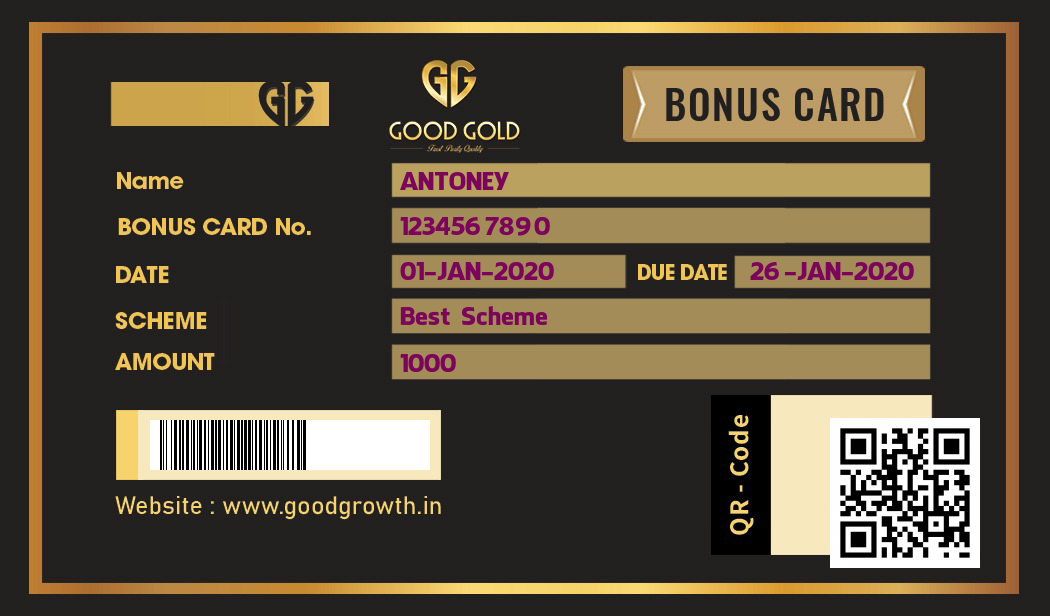 GG
GG
GOOD GOLD
BONUS CARD
Name ANTONEY
BONUS CARD No. 123456 789 0
DATE 01-JAN-2020 DUE DATE 26 -JAN-2020
SCHEME Best Scheme
AMOUNT 1000
QR - Code
Website : www.goodgrowth.in